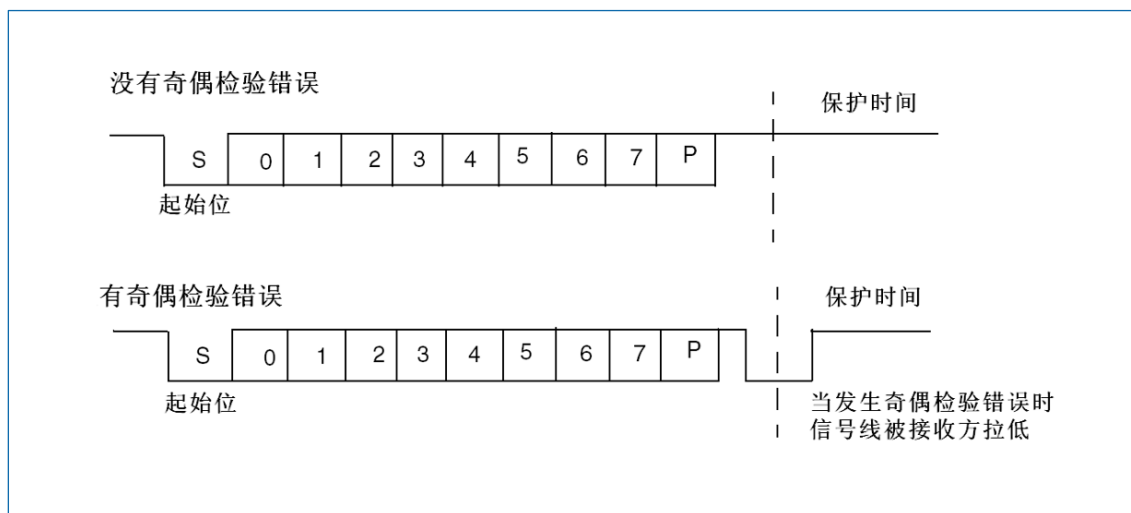 没有奇偶检验错误
保护时间
S 0 1 2 3 4 5 6 7 P
起始位
有奇偶检验错误
保护时间
S 0 1 2 3 4 5 6 7 P
起始位
当发生奇偶检验错误时
信号线被接收方拉低